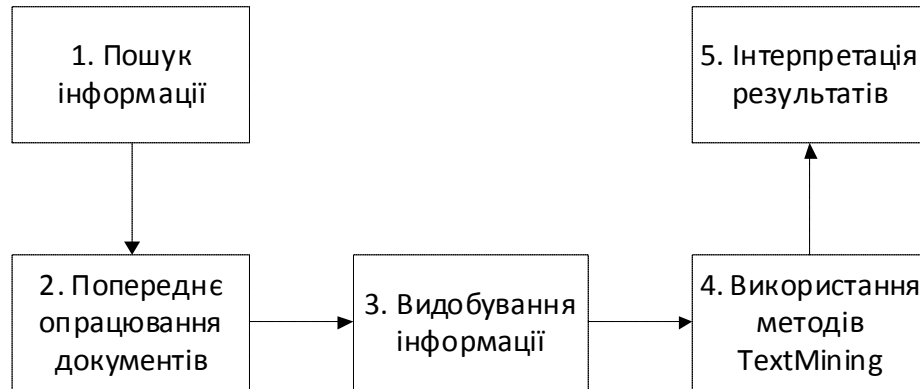 1. Пошук
інформації
2. Попереднє
опрацювання
документів
3. Видобування
інформації
4. Використання
методів
TextMining
5. Інтерпретація
результатів